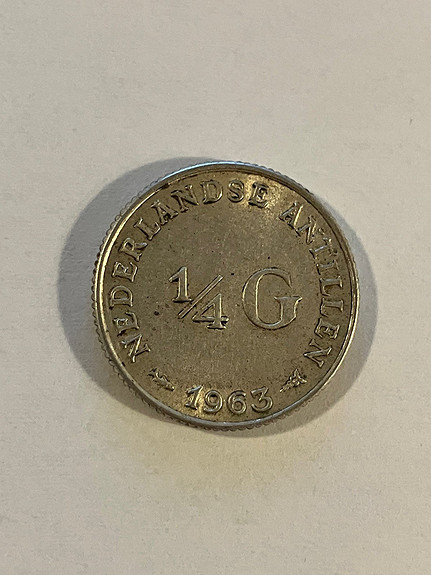 NEDERLANDSE ANTILLEN
1/4 G
1963